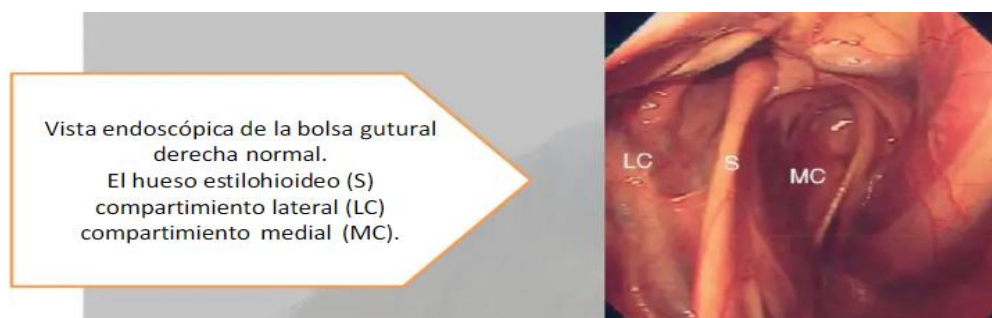 Vista endoscópica de la bolsa gutural
derecha normal.
El hueso estilohioideo (S)
compartimiento lateral (LC)
compartimiento medial (MC).
LC
S
MC